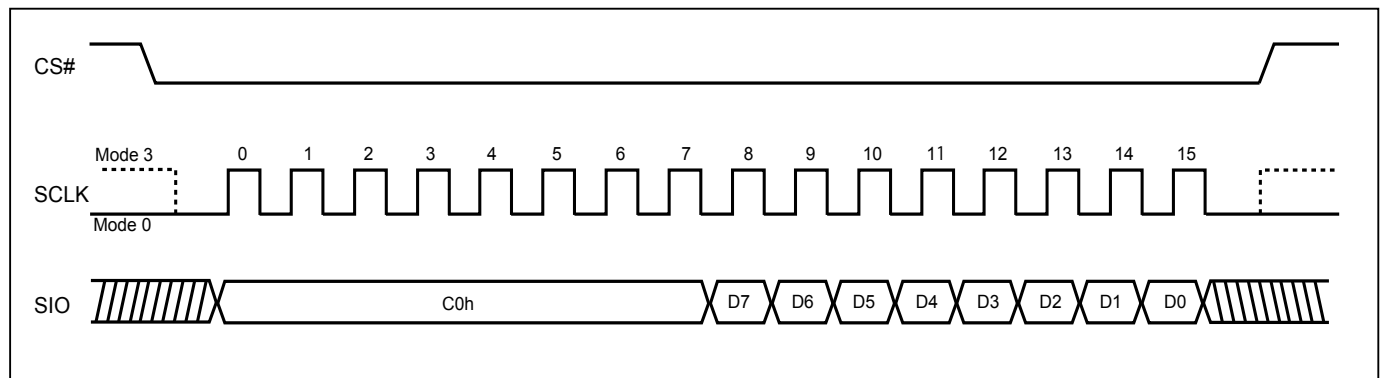 CS#
Mode 3
0 1 2 3 4 5 6 7 8 9 10 11 12 13 14 15
SCLK
Mode 0
SIO
C0h D7 D6 D5 D4 D3 D2 D1 D0